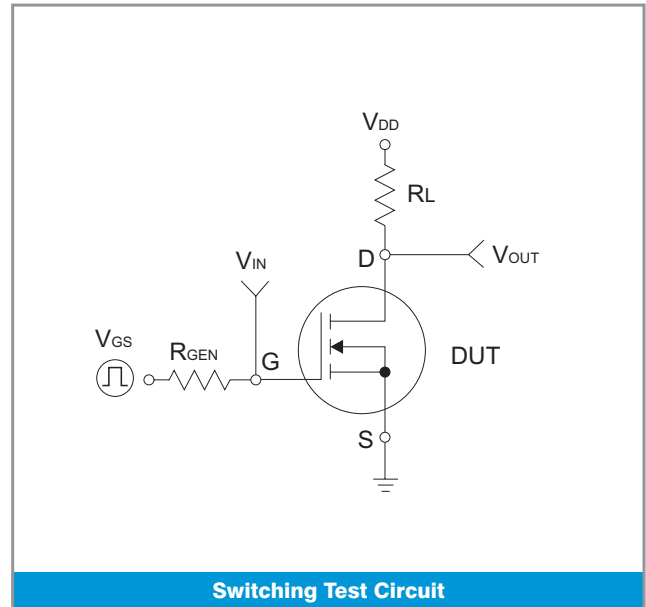 VDD
RL
D
VOUT
VIN
VGS
RGEN
G
DUT
S
Switching Test Circuit